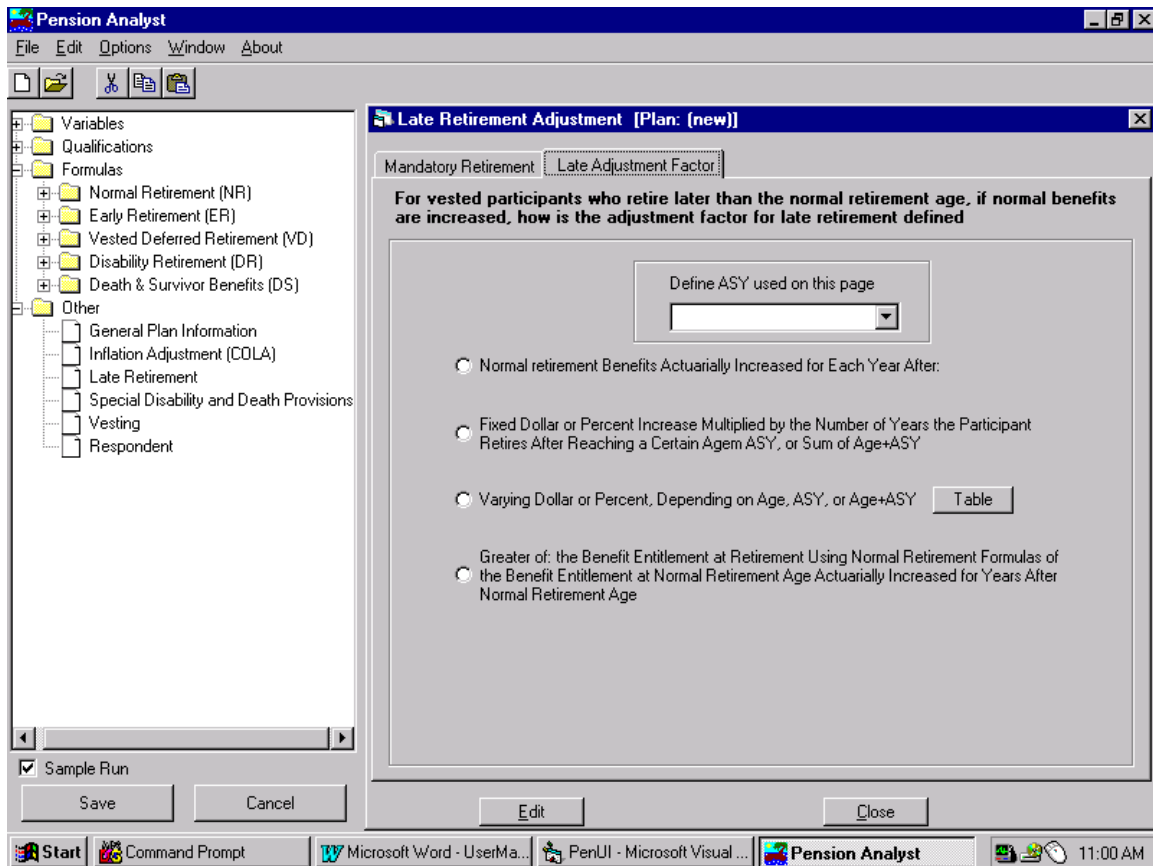 Pension Analyst
File Edit Options Window About
Variables
Qualifications
Formulas
Normal Retirement (NR)
Early Retirement (ER)
Vested Deferred Retirement (VD)
Disability Retirement (DR)
Death & Survivor Benefits (DS)
Other
General Plan Information
Inflation Adjustment (COLA)
Late Retirement
Special Disability and Death Provisions
Vesting
Respondent
Sample Run
Save Cancel
Late Retirement Adjustment [Plan: (new)]
Mandatory Retirement Late Adjustment Factor
For vested participants who retire later than the normal retirement age, if normal benefits
are increased, how is the adjustment factor for late retirement defined
Define ASY used on this page
Normal retirement Benefits Actuarially Increased for Each Year After:
Fixed Dollar or Percent Increase Multiplied by the Number of Years the Participant
Retires After Reaching a Certain Agem ASY, or Sum of Age+ASY
Varying Dollar or Percent, Depending on Age, ASY, or Age+ASY Table
Greater of: the Benefit Entitlement at Retirement Using Normal Retirement Formulas of
the Benefit Entitlement at Normal Retirement Age Actuarially Increased for Years After
Normal Retirement Age
Edit Close
Start Command Prompt Microsoft Word - UserMa... PenUI - Microsoft Visual ... Pension Analyst 11:00 AM